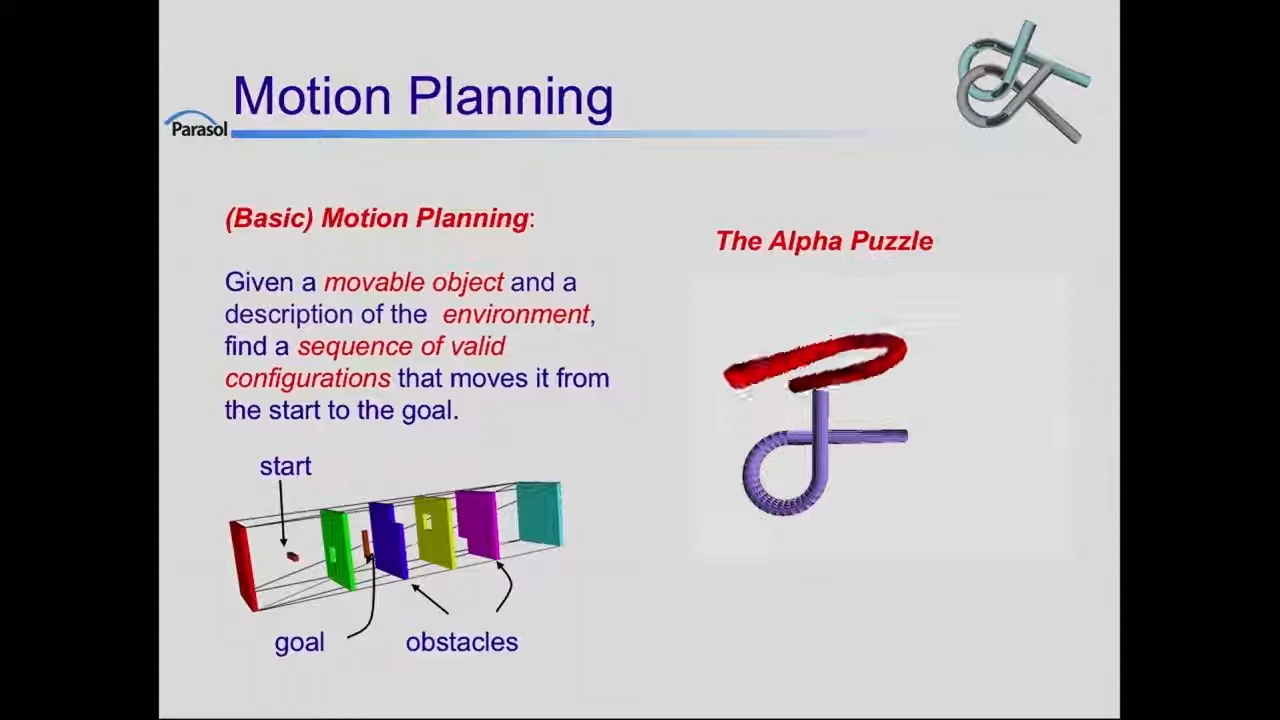 Motion Planning
Parasol
(Basic) Motion Planning:
Given a movable object and a
description of the environment,
find a sequence of valid
configurations that moves it from
the start to the goal.
start
goal
obstacles
The Alpha Puzzle